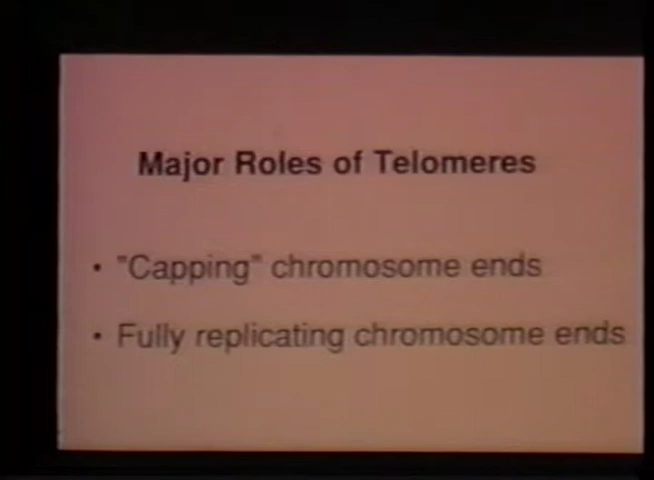 Major Roles of Telomeres
• "Capping" chromosome ends
• Fully replicating chromosome ends